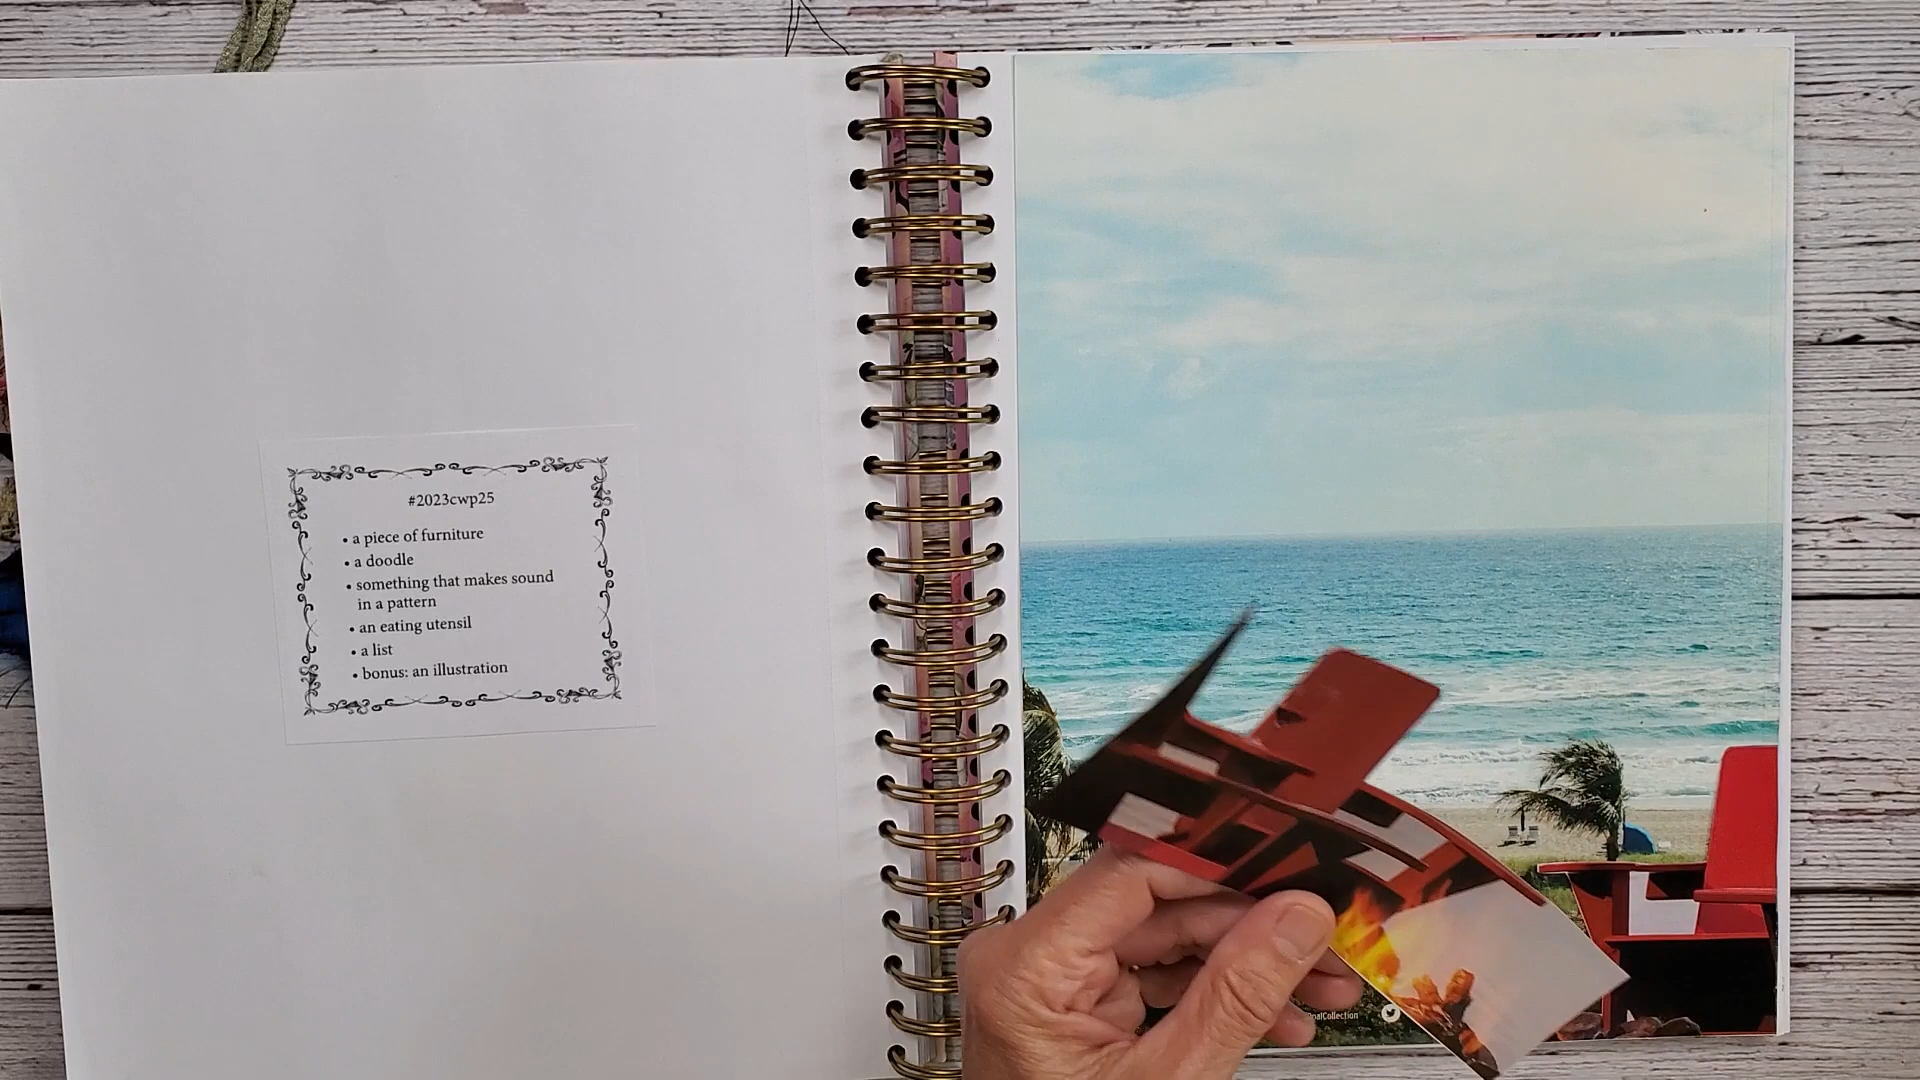 #2023cwp25
• a piece of furniture
• a doodle
• something that makes sound
in a pattern
• an eating utensil
• a list
• bonus: an illustration